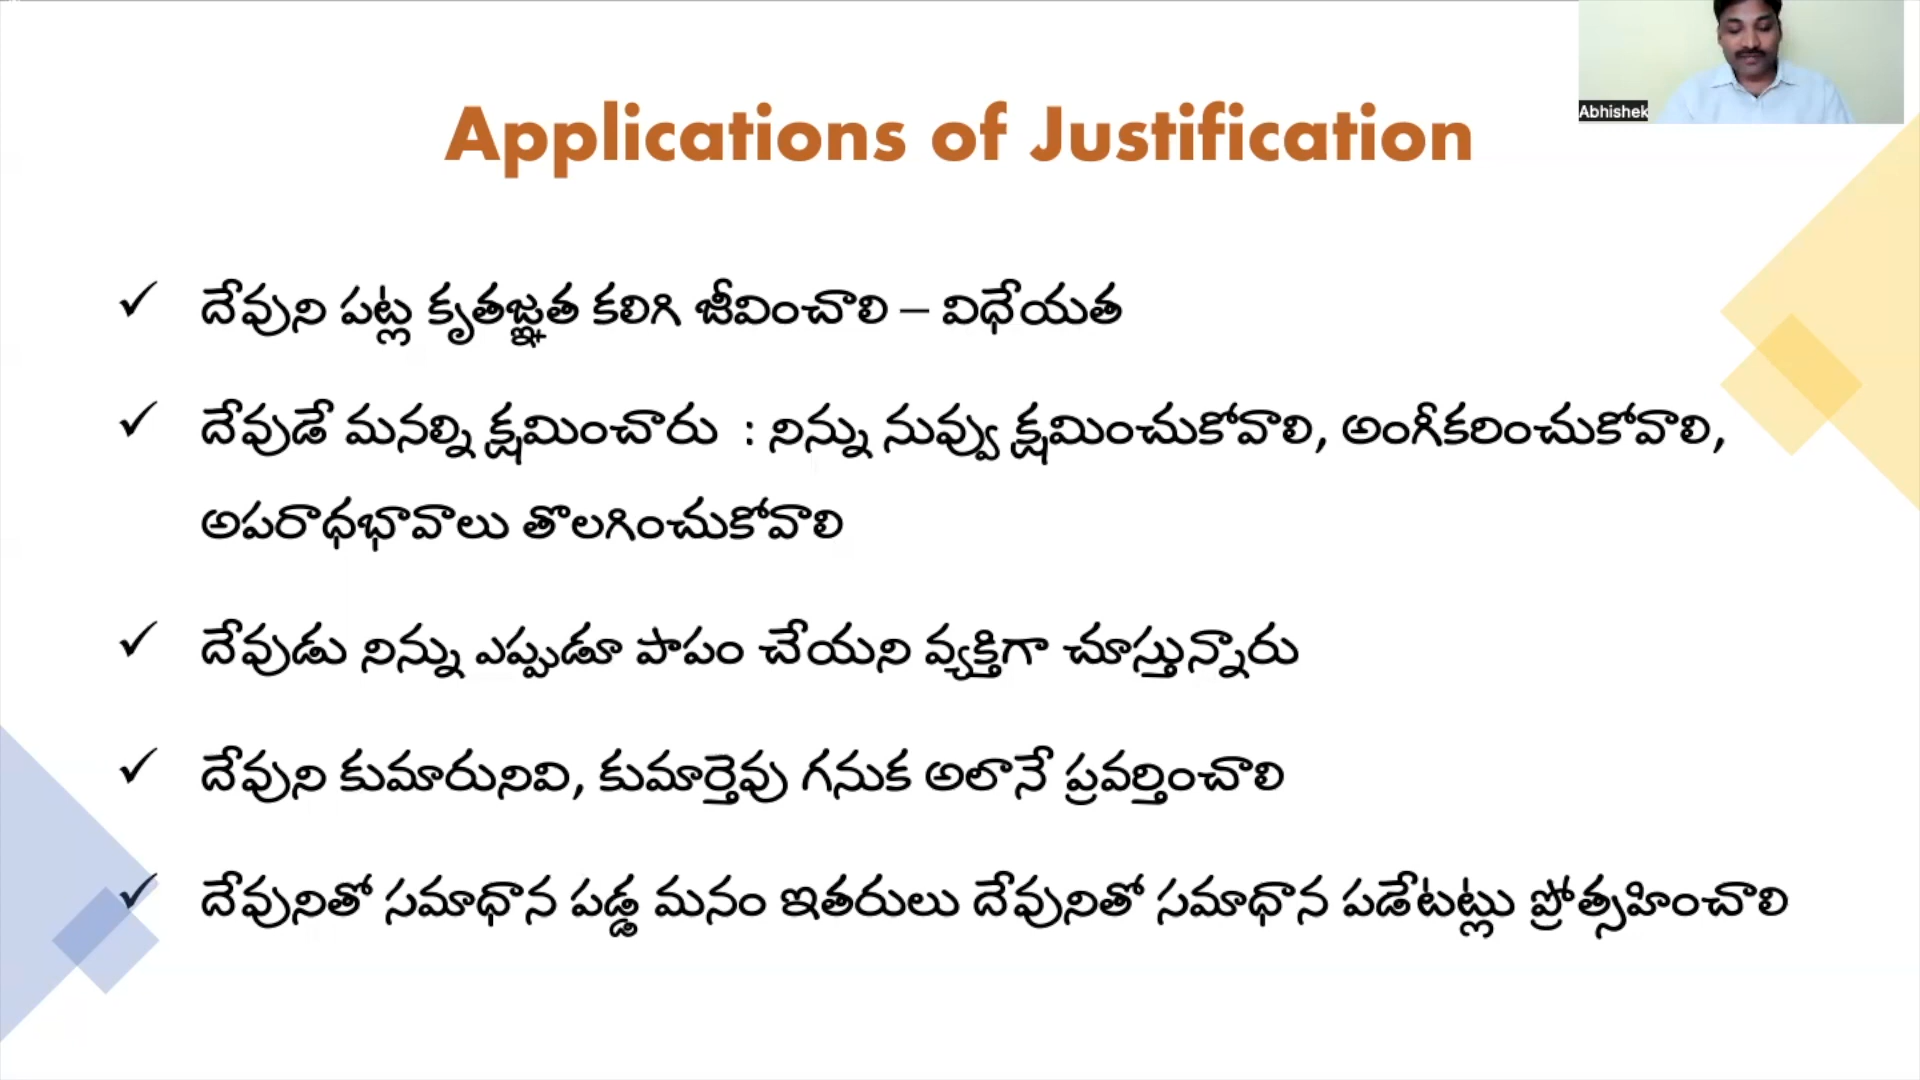 Abhishek
Applications of Justification
✓ దేవుని పట్ల కృతజ్ఞత కలిగి జీవించాలి – విధేయత
✓ దేవుడే మనల్ని క్షమించారు : నిన్ను నువ్వు క్షమించుకోవాలి, అంగీకరించుకోవాలి,
అపరాధభావాలు తొలగించుకోవాలి
✓ దేవుడు నిన్ను ఎప్పుడూ పాపం చేయని వ్యక్తిగా చూస్తున్నారు
✓ దేవుని కుమారునివి, కుమార్తెవు గనుక అలానే ప్రవర్తించాలి
✓ దేవునితో సమాధాన పడ్డ మనం ఇతరులు దేవునితో సమాధాన పడేటట్లు ప్రోత్సహించాలి